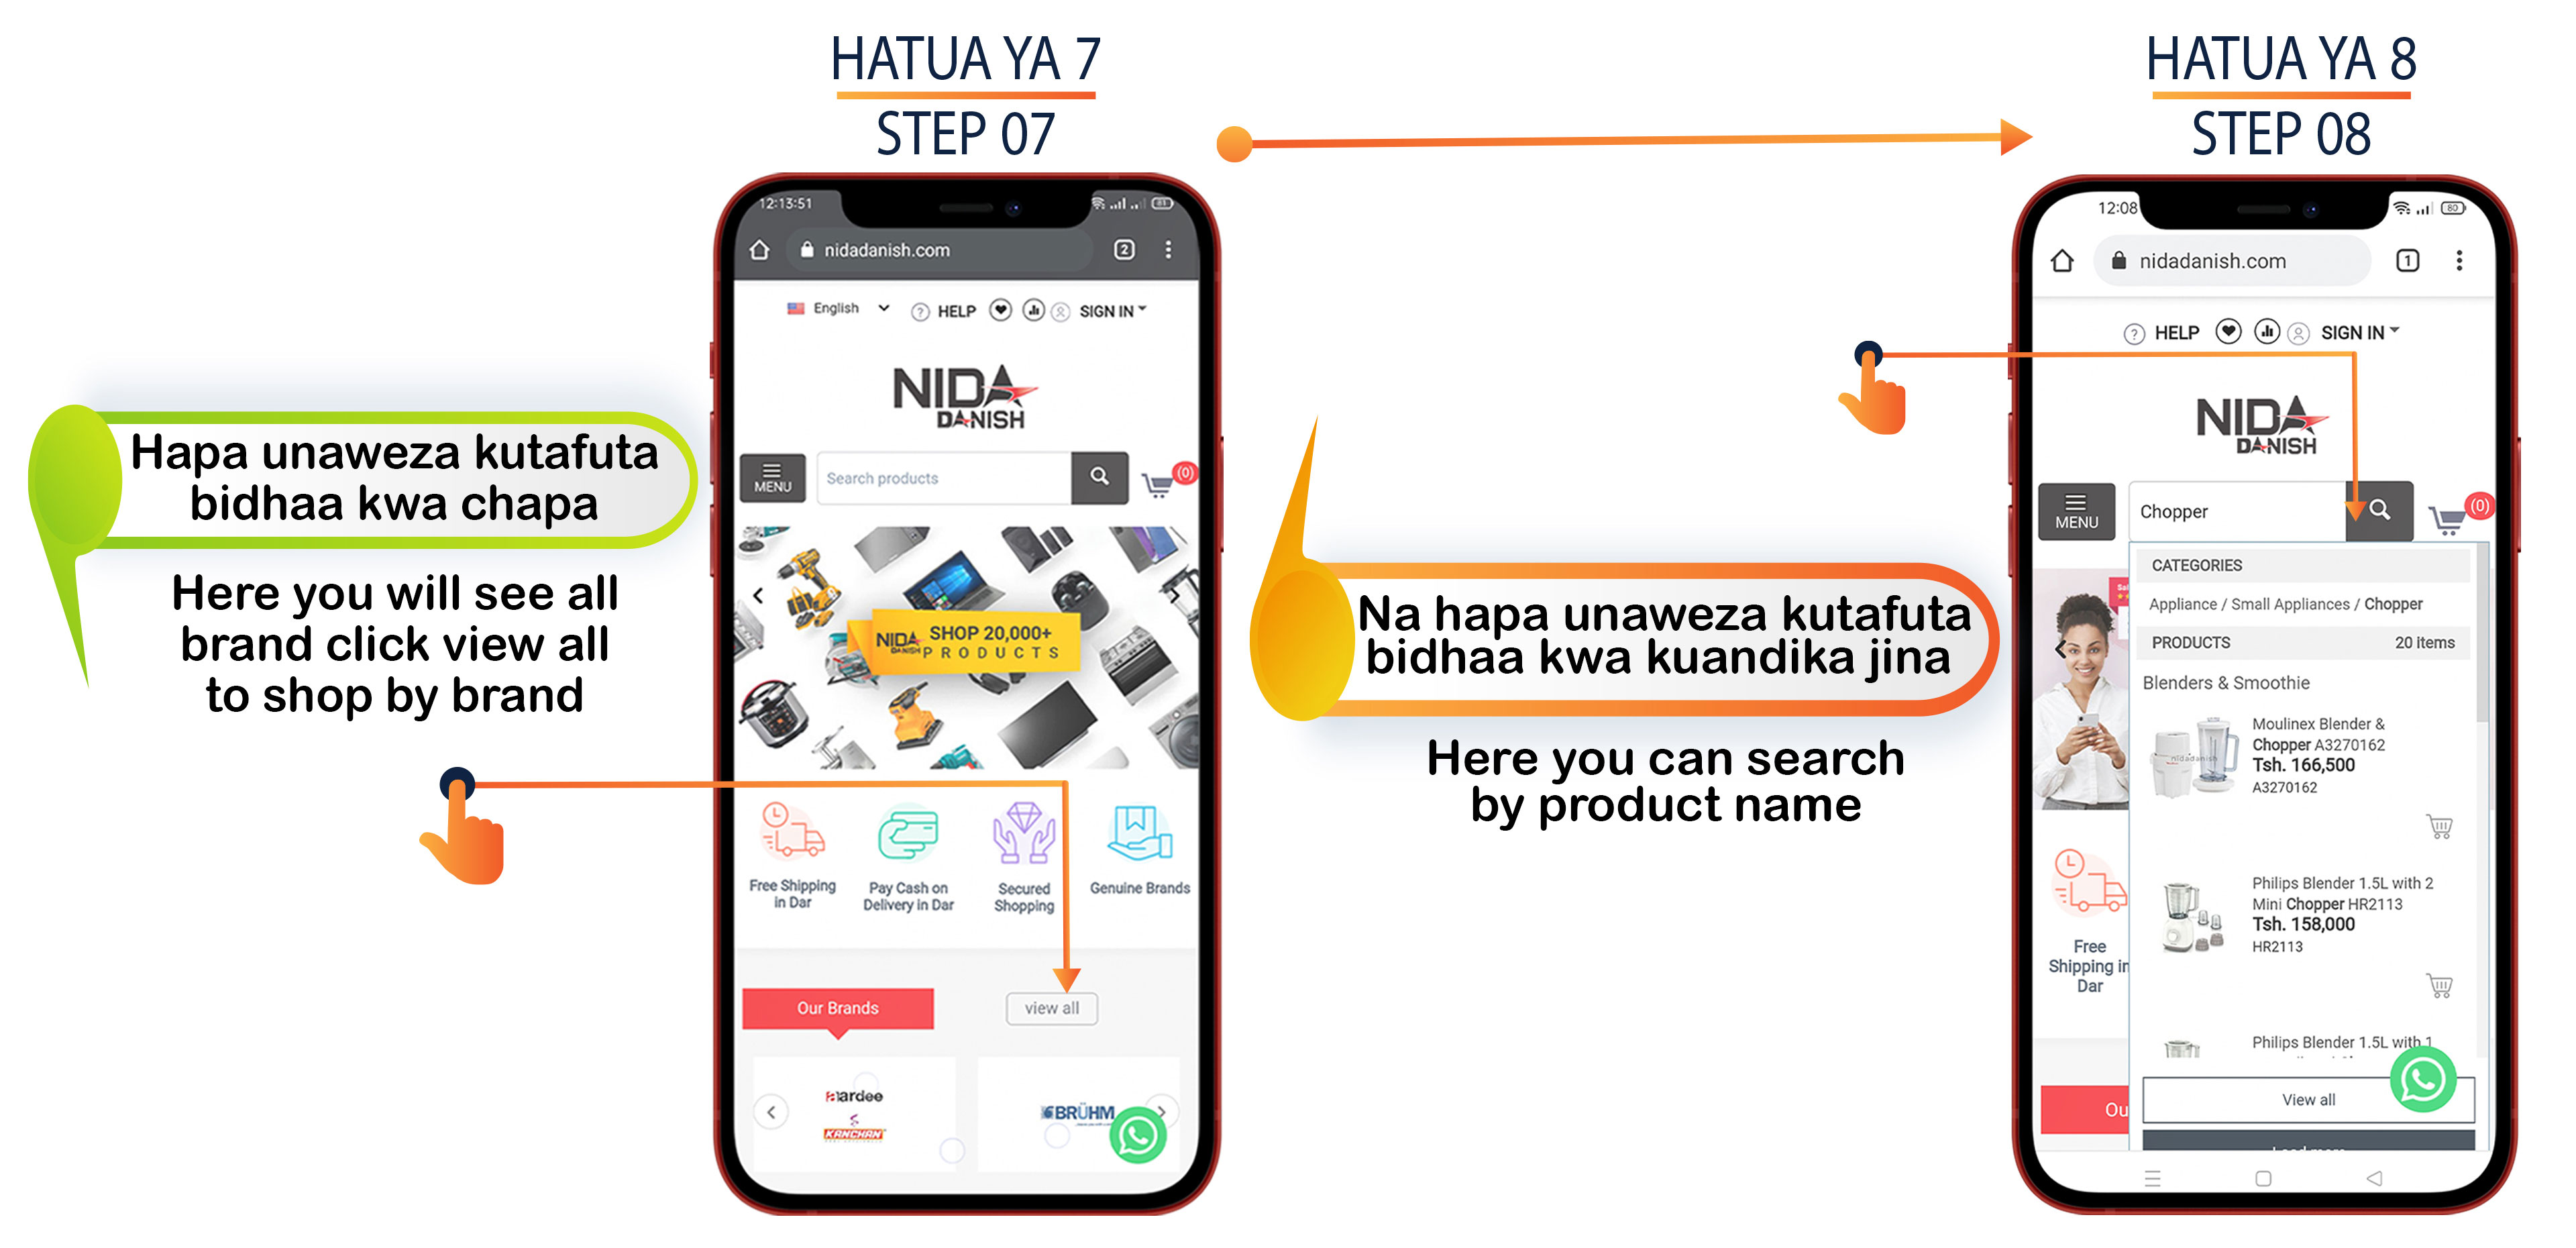 HATUA YA 7
STEP 07
HATUA YA 8
STEP 08
Hapa unaweza kutafuta
bidhaa kwa chapa
Here you will see all
brand click view all
to shop by brand
12:13:51
81
nidadanish.com
2
English
HELP
SIGN IN
NIDA
DANISH
MENU
Search products
(0)
NIDA
DANISH
SHOP 20,000+
PRODUCTS
Free Shipping
in Dar
Pay Cash on
Delivery in Dar
Secured
Shopping
Genuine Brands
Our Brands
view all
aardee
KANCHAN
BRÜHM
Na hapa unaweza kutafuta
bidhaa kwa kuandika jina
Here you can search
by product name
12:08
80
nidadanish.com
1
HELP
SIGN IN
NIDA
DANISH
MENU
Chopper
(0)
CATEGORIES
Appliance / Small Appliances / Chopper
PRODUCTS 20 items
Blenders & Smoothie
Moulinex Blender &
Chopper A3270162
Tsh. 166,500
A3270162
nidadanish
Philips Blender 1.5L with 2
Mini Chopper HR2113
Tsh. 158,000
HR2113
Philips Blender 1.5L with 1
Free
Shipping in
Dar
Ou
View all